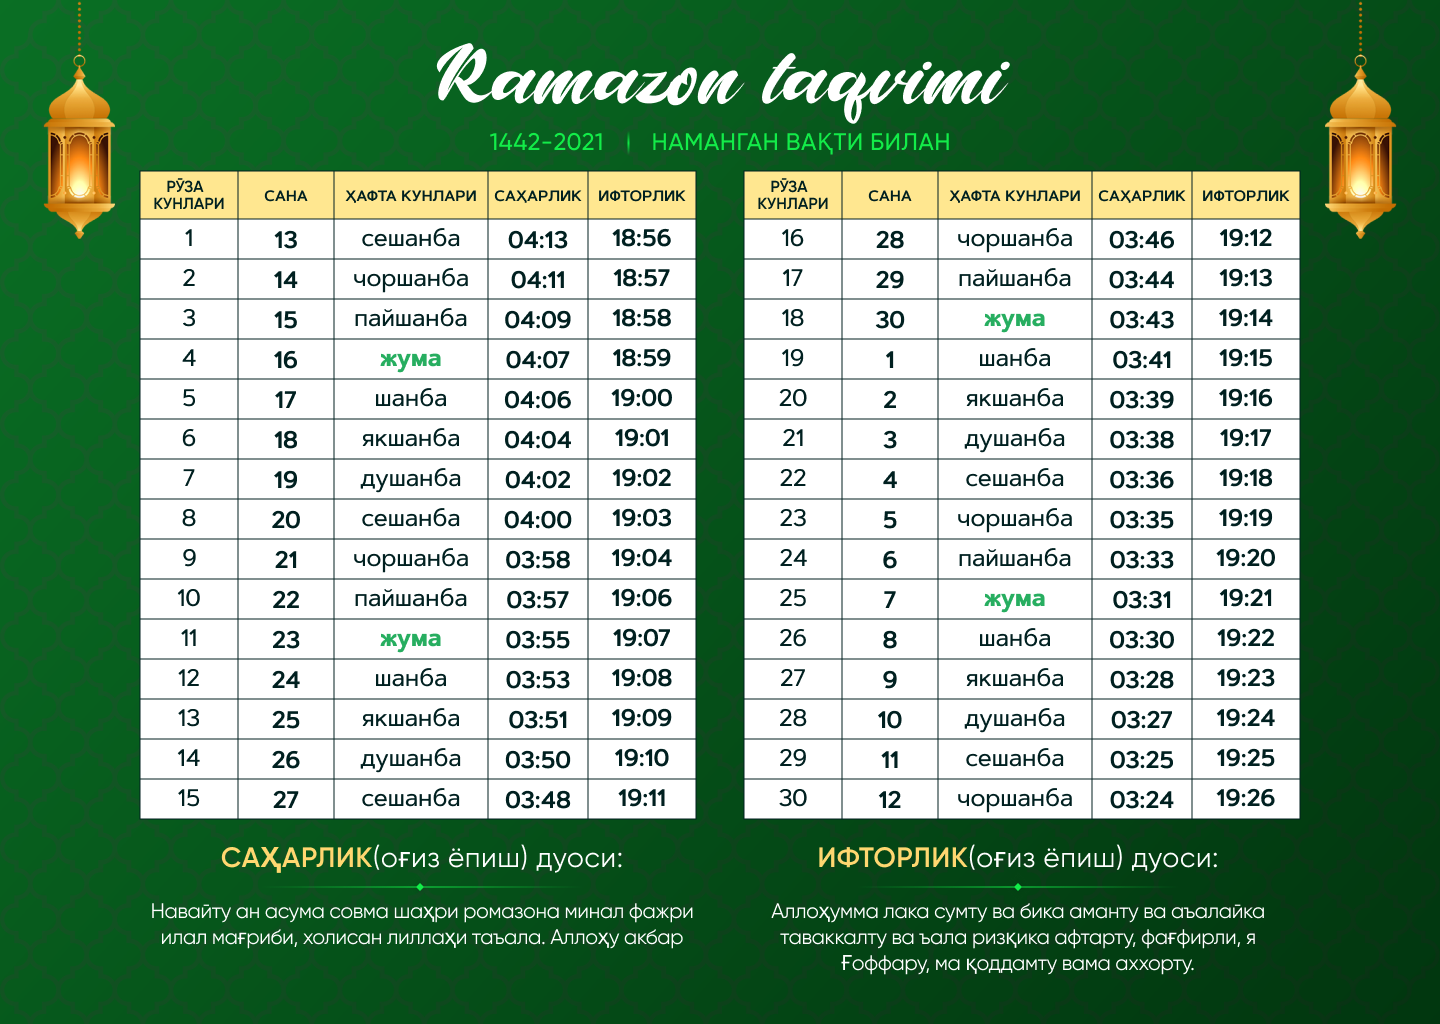 Ramazon taqvimi
1442-2021 | НАМАНГАН ВАҚТИ БИЛАН
РЎЗА КУНЛАРИ САНА ҲАФТА КУНЛАРИ САҲАРЛИК ИФТОРЛИК
1 13 сешанба 04:13 18:56
2 14 чоршанба 04:11 18:57
3 15 пайшанба 04:09 18:58
4 16 жума 04:07 18:59
5 17 шанба 04:06 19:00
6 18 якшанба 04:04 19:01
7 19 душанба 04:02 19:02
8 20 сешанба 04:00 19:03
9 21 чоршанба 03:58 19:04
10 22 пайшанба 03:57 19:06
11 23 жума 03:55 19:07
12 24 шанба 03:53 19:08
13 25 якшанба 03:51 19:09
14 26 душанба 03:50 19:10
15 27 сешанба 03:48 19:11
РЎЗА КУНЛАРИ САНА ҲАФТА КУНЛАРИ САҲАРЛИК ИФТОРЛИК
16 28 чоршанба 03:46 19:12
17 29 пайшанба 03:44 19:13
18 30 жума 03:43 19:14
19 1 шанба 03:41 19:15
20 2 якшанба 03:39 19:16
21 3 душанба 03:38 19:17
22 4 сешанба 03:36 19:18
23 5 чоршанба 03:35 19:19
24 6 пайшанба 03:33 19:20
25 7 жума 03:31 19:21
26 8 шанба 03:30 19:22
27 9 якшанба 03:28 19:23
28 10 душанба 03:27 19:24
29 11 сешанба 03:25 19:25
30 12 чоршанба 03:24 19:26
САҲАРЛИК(оғиз ёпиш) дуоси:
Навайту ан асума совма шаҳри ромазона минал фажри
илал мағриби, холисан лиллаҳи таъала. Аллоҳу акбар
ИФТОРЛИК(оғиз ёпиш) дуоси:
Аллоҳумма лака сумту ва бика аманту ва аъалайка
таваккалту ва ъала ризқика афтарту, фағфирли, я
Ғоффару, ма қоддамту вама аххорту.